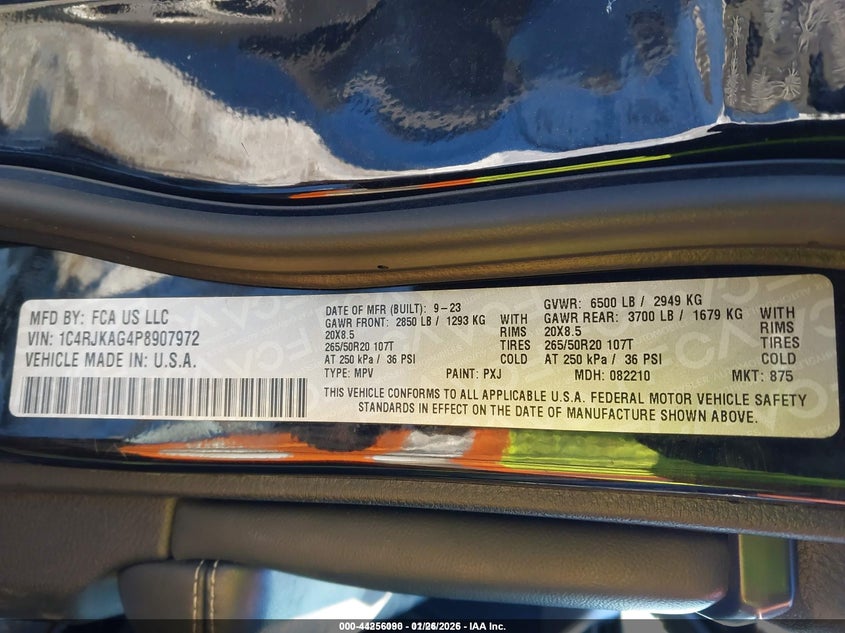 MFD BY: FCA US LLC
VIN: 1C4RJKAG4P8907972
VEHICLE MADE IN U.S.A.
DATE OF MFR (BUILT): 9-23
GAWR FRONT: 2850 LB / 1293 KG WITH
20X8.5 RIMS
265/50R20 107T TIRES
AT 250 kPa / 36 PSI COLD
GVWR: 6500 LB / 2949 KG
GAWR REAR: 3700 LB / 1679 KG WITH
20X8.5 RIMS
265/50R20 107T TIRES
AT 250 kPa / 36 PSI COLD
TYPE: MPV PAINT: PXJ MDH: 082210 MKT: 875
THIS VEHICLE CONFORMS TO ALL APPLICABLE U.S.A. FEDERAL MOTOR VEHICLE SAFETY
STANDARDS IN EFFECT ON THE DATE OF MANUFACTURE SHOWN ABOVE.
IAA Inc.